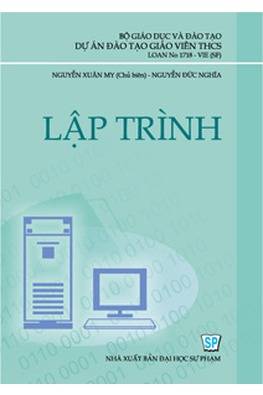 BỘ GIÁO DỤC VÀ ĐÀO TẠO
DỰ ÁN ĐÀO TẠO GIÁO VIÊN THCS
LOAN No 1718 - VIE (SF)
NGUYỄN XUÂN MY (Chủ biên) - NGUYỄN ĐỨC NGHĨA
LẬP TRÌNH
SP
NHÀ XUẤT BẢN ĐẠI HỌC SƯ PHẠM